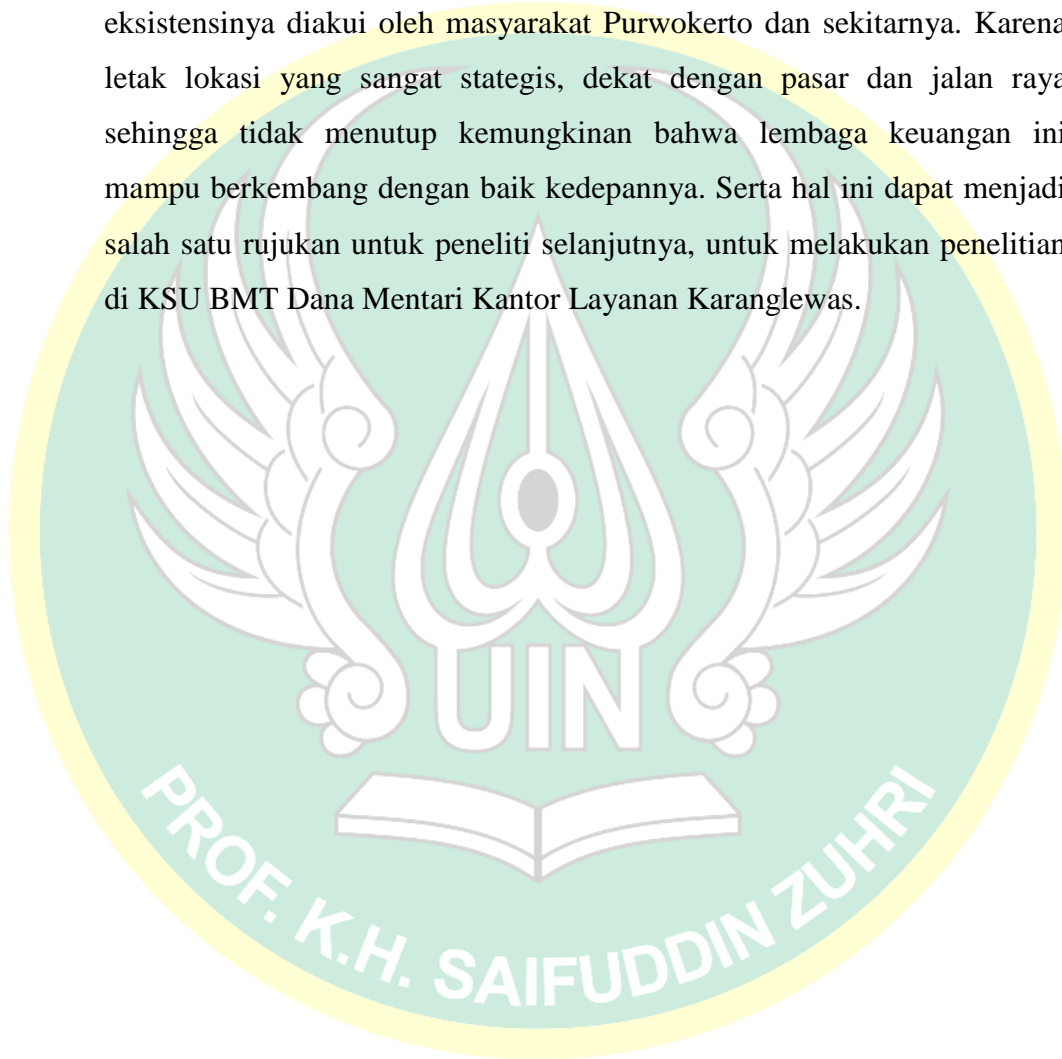 eksistensinya diakui oleh masyarakat Purwokerto dan sekitarnya. Karena
letak lokasi yang sangat stategis, dekat dengan pasar dan jalan raya
sehingga tidak menutup kemungkinan bahwa lembaga keuangan ini
mampu berkembang dengan baik kedepannya. Serta hal ini dapat menjadi
salah satu rujukan untuk peneliti selanjutnya, untuk melakukan penelitian
di KSU BMT Dana Mentari Kantor Layanan Karanglewas.
UIN
PROF. K.H. SAIFUDDIN ZUHRI